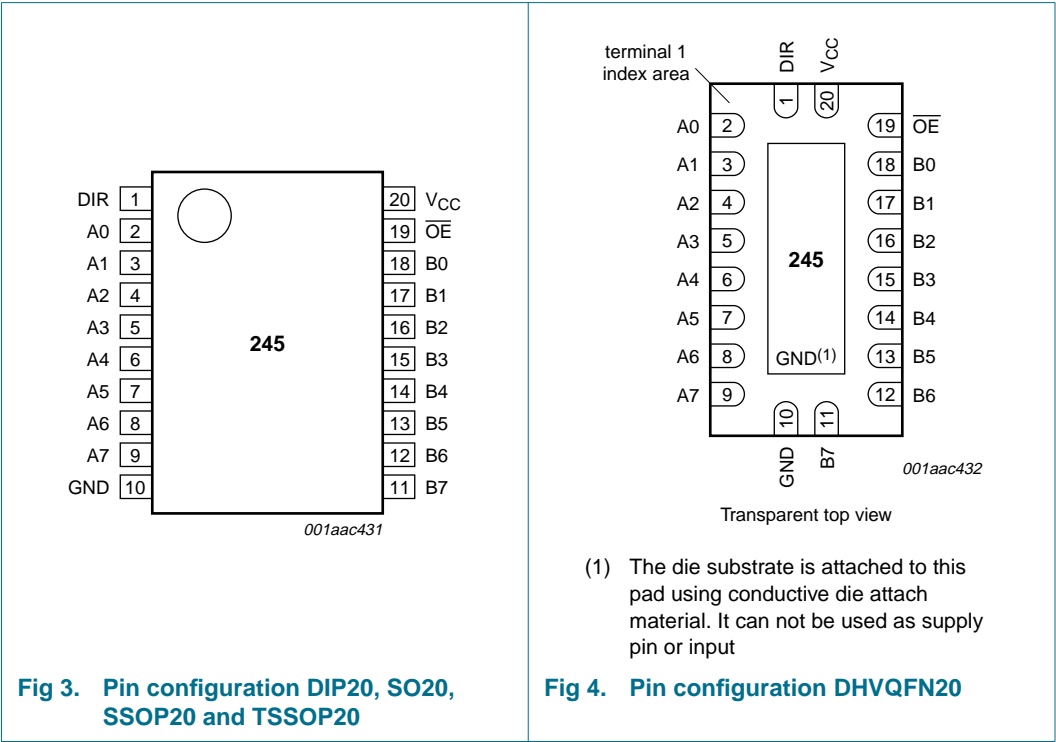 DIR 1 20 VCC
A0 2 19 OE
A1 3 18 B0
A2 4 17 B1
A3 5 16 B2
A4 6 245 15 B3
A5 7 14 B4
A6 8 13 B5
A7 9 12 B6
GND 10 11 B7
001aac431
Fig 3. Pin configuration DIP20, SO20,
SSOP20 and TSSOP20
terminal 1
index area
DIR VCC
1 20
A0 2 19 OE
A1 3 18 B0
A2 4 17 B1
A3 5 16 B2
245
A4 6 15 B3
A5 7 14 B4
A6 8 GND(1) 13 B5
A7 9 12 B6
10 11
GND B7
001aac432
Transparent top view
(1) The die substrate is attached to this
pad using conductive die attach
material. It can not be used as supply
pin or input
Fig 4. Pin configuration DHVQFN20